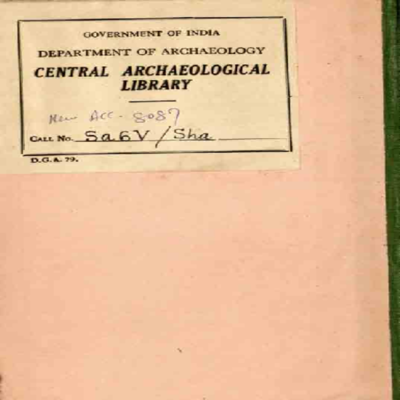 GOVERNMENT OF INDIA
DEPARTMENT OF ARCHAEOLOGY
CENTRAL ARCHAEOLOGICAL
LIBRARY
New Acc. 8087
CALL No. Sa6V/Sha
D.G.A. 79.